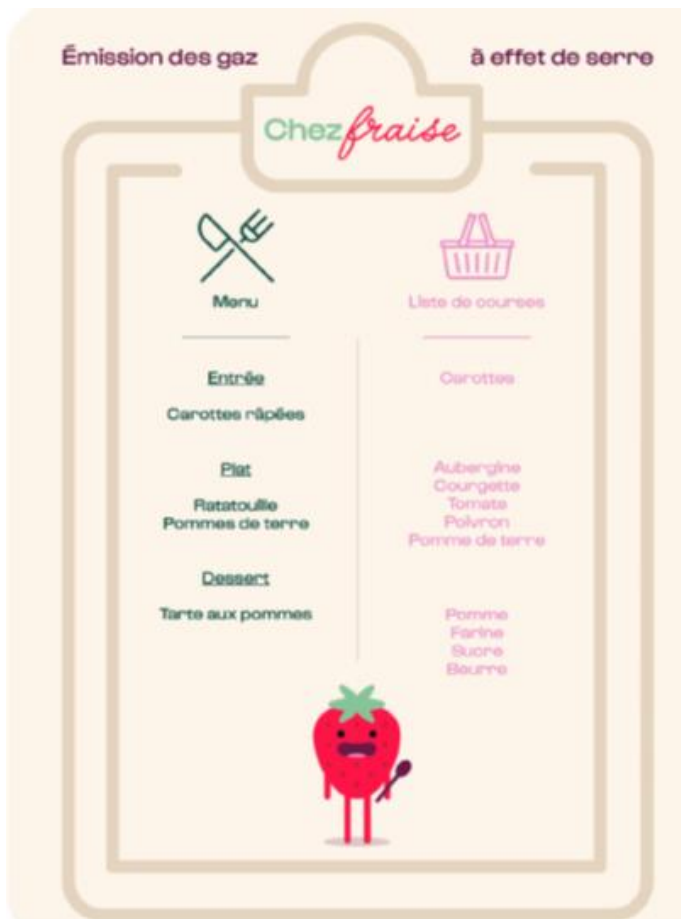 Émission des gaz à effet de serre
Chez fraise
Menu
Entrée
Carottes râpées
Plat
Ratatouille
Pommes de terre
Dessert
Tarte aux pommes
Liste de courses
Carottes
Aubergine
Courgette
Tomate
Poivron
Pomme de terre
Pomme
Farine
Sucre
Beurre